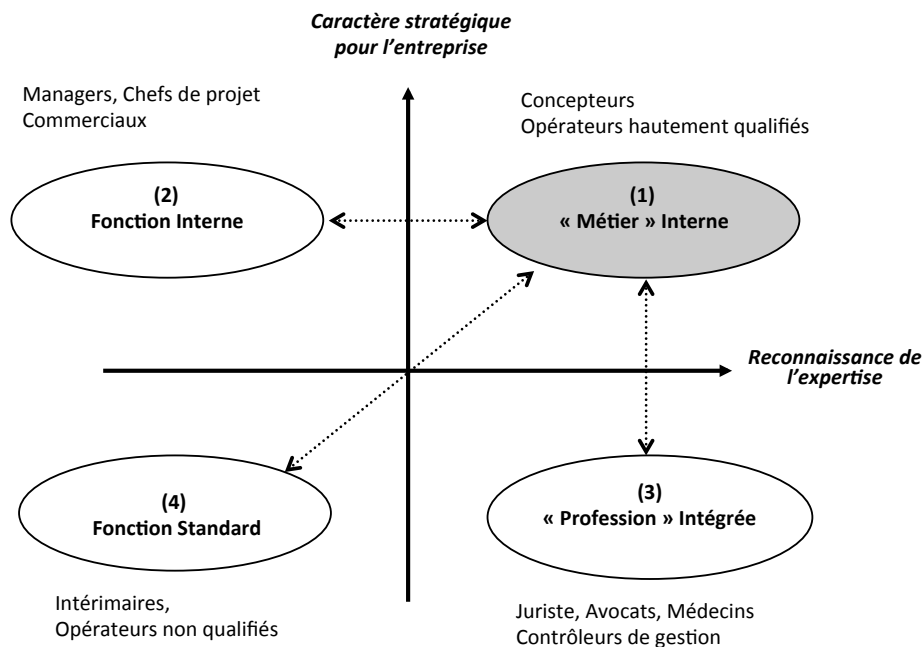 Caractère stratégique
pour l’entreprise
Managers, Chefs de projet
Commerciaux
Concepteurs
Opérateurs hautement qualifiés
(2)
Fonction Interne
(1)
« Métier » Interne
Reconnaissance de
l’expertise
(4)
Fonction Standard
(3)
« Profession » Intégrée
Intérimaires,
Opérateurs non qualifiés
Juriste, Avocats, Médecins
Contrôleurs de gestion